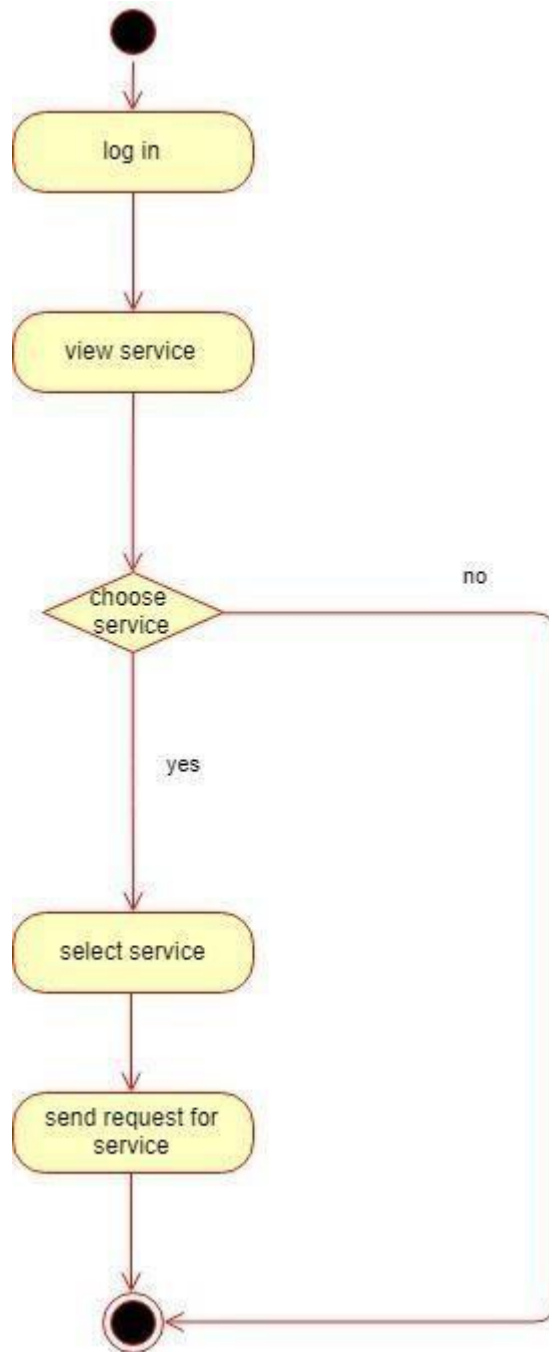 log in
view service
choose
service
no
yes
select service
send request for
service